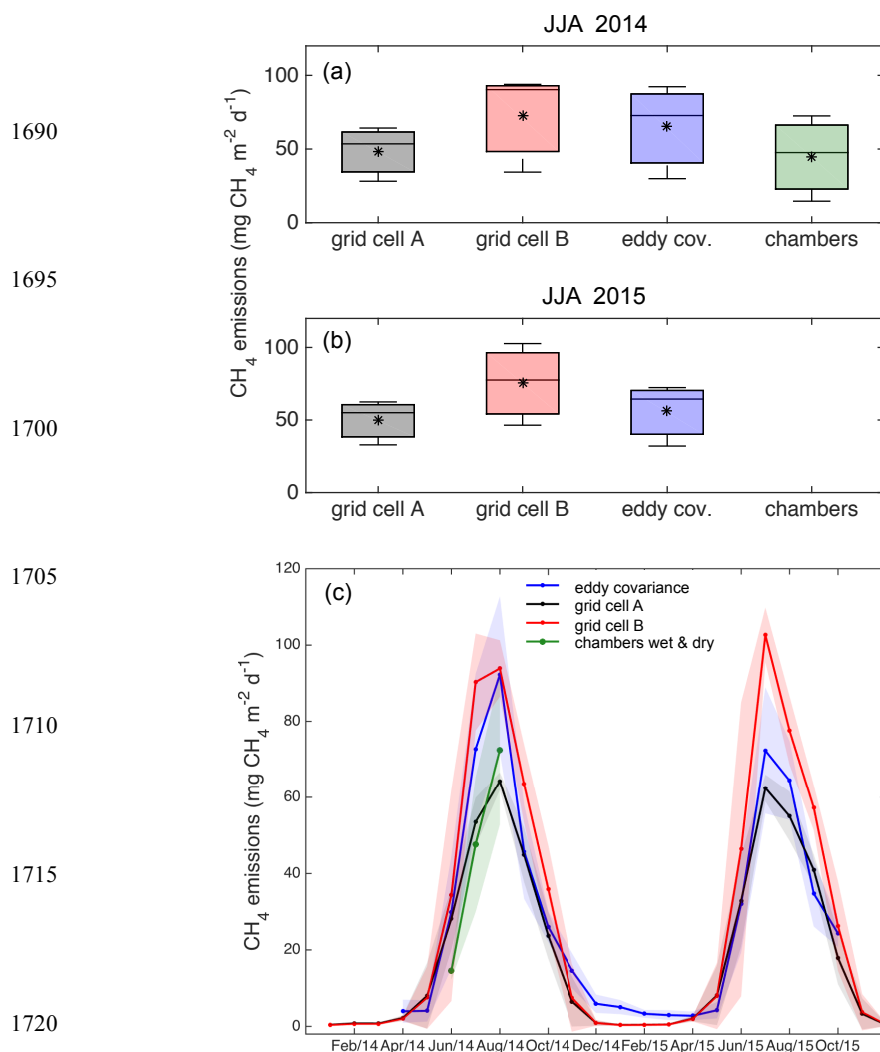 JJA 2014
(a)
100
50
0
CH4 emissions (mg CH4 m-2 d-1)
grid cell A grid cell B eddy cov. chambers
1690
1695
JJA 2015
(b)
100
50
0
grid cell A grid cell B eddy cov. chambers
1700
1705
(c)
120
100
80
60
40
20
0
CH4 emissions (mg CH4 m-2 d-1)
eddy covariance
grid cell A
grid cell B
chambers wet & dry
1710
1715
1720
Feb/14 Apr/14 Jun/14 Aug/14 Oct/14 Dec/14 Feb/15 Apr/15 Jun/15 Aug/15 Oct/15